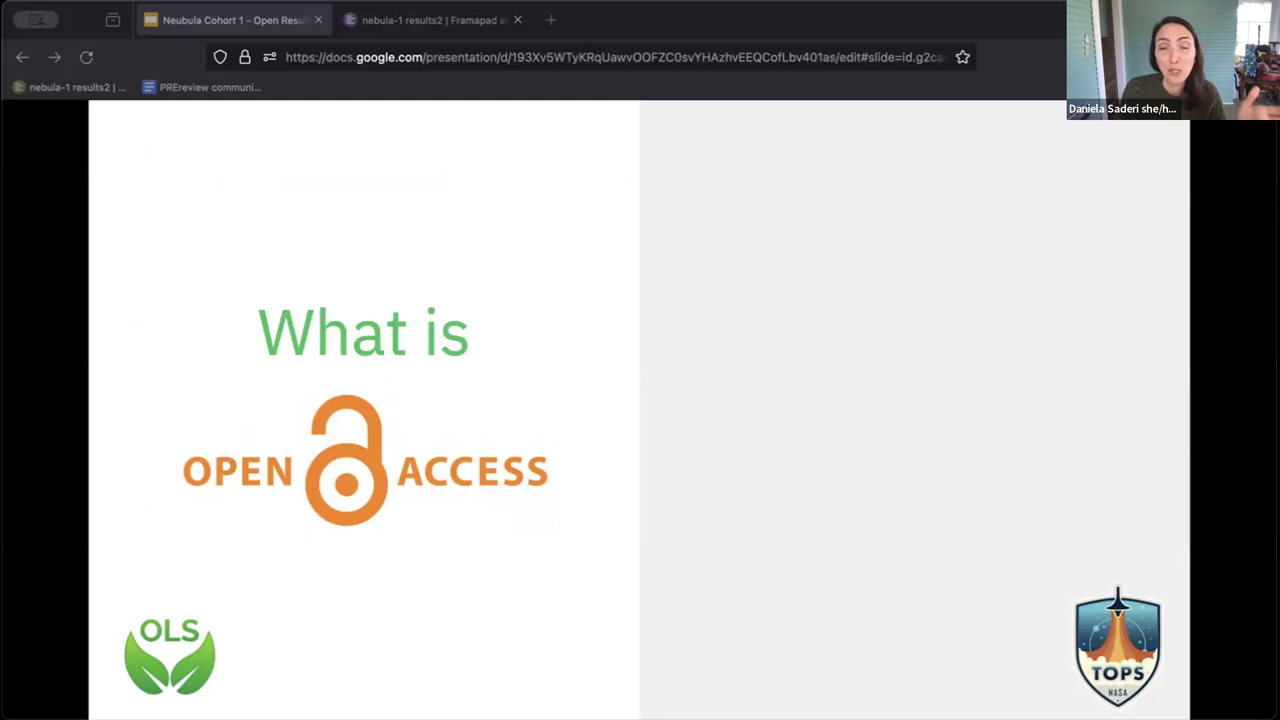 Neubula Cohort 1 - Open Resul
nebula-1 results2 | Framapad
https://docs.google.com/presentation/d/193Xv5WTyKRqUawvOOFZC0svYHAzhvEEQCofLbv401as/edit#slide=id.g2ca
nebula-1 results2 | ...
PREreview communi...
Daniela Saderi she/h...
What is
OPEN ACCESS
OLS
TOPS
NASA